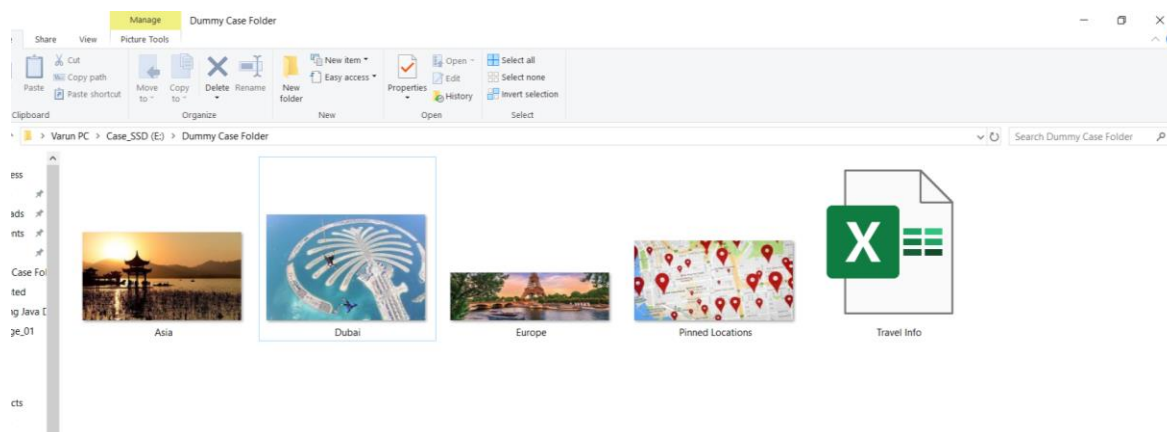 Manage Dummy Case Folder
Share View Picture Tools
Cut
Copy path
Paste shortcut
Paste
Move to
Copy to
Delete
Rename
New folder
New item
Easy access
Properties
Open
Edit
History
Select all
Select none
Invert selection
Clipboard Organize New Open Select
Varun PC > Case_SSD (E:) > Dummy Case Folder
Search Dummy Case Folder
ess
ads
nts
Case Fol
ted
ng Java D
ge_01
cts
X
Asia Dubai Europe Pinned Locations Travel Info